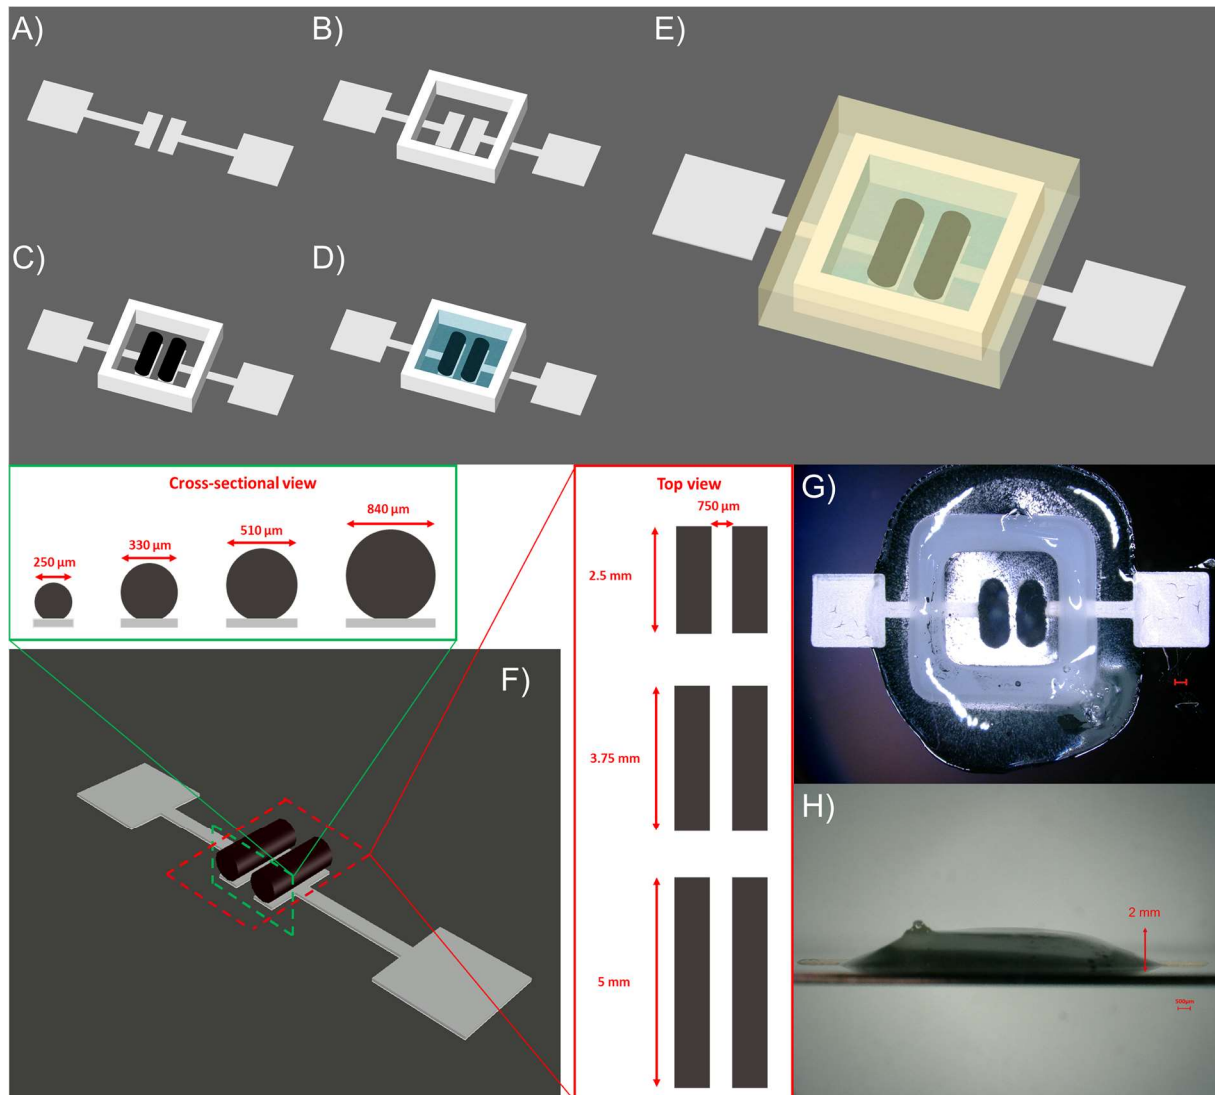 A)
B)
E)
C)
D)
Cross-sectional view
250 µm
330 µm
510 µm
840 µm
Top view
750 µm
2.5 mm
3.75 mm
5 mm
F)
G)
H)
2 mm
500µm